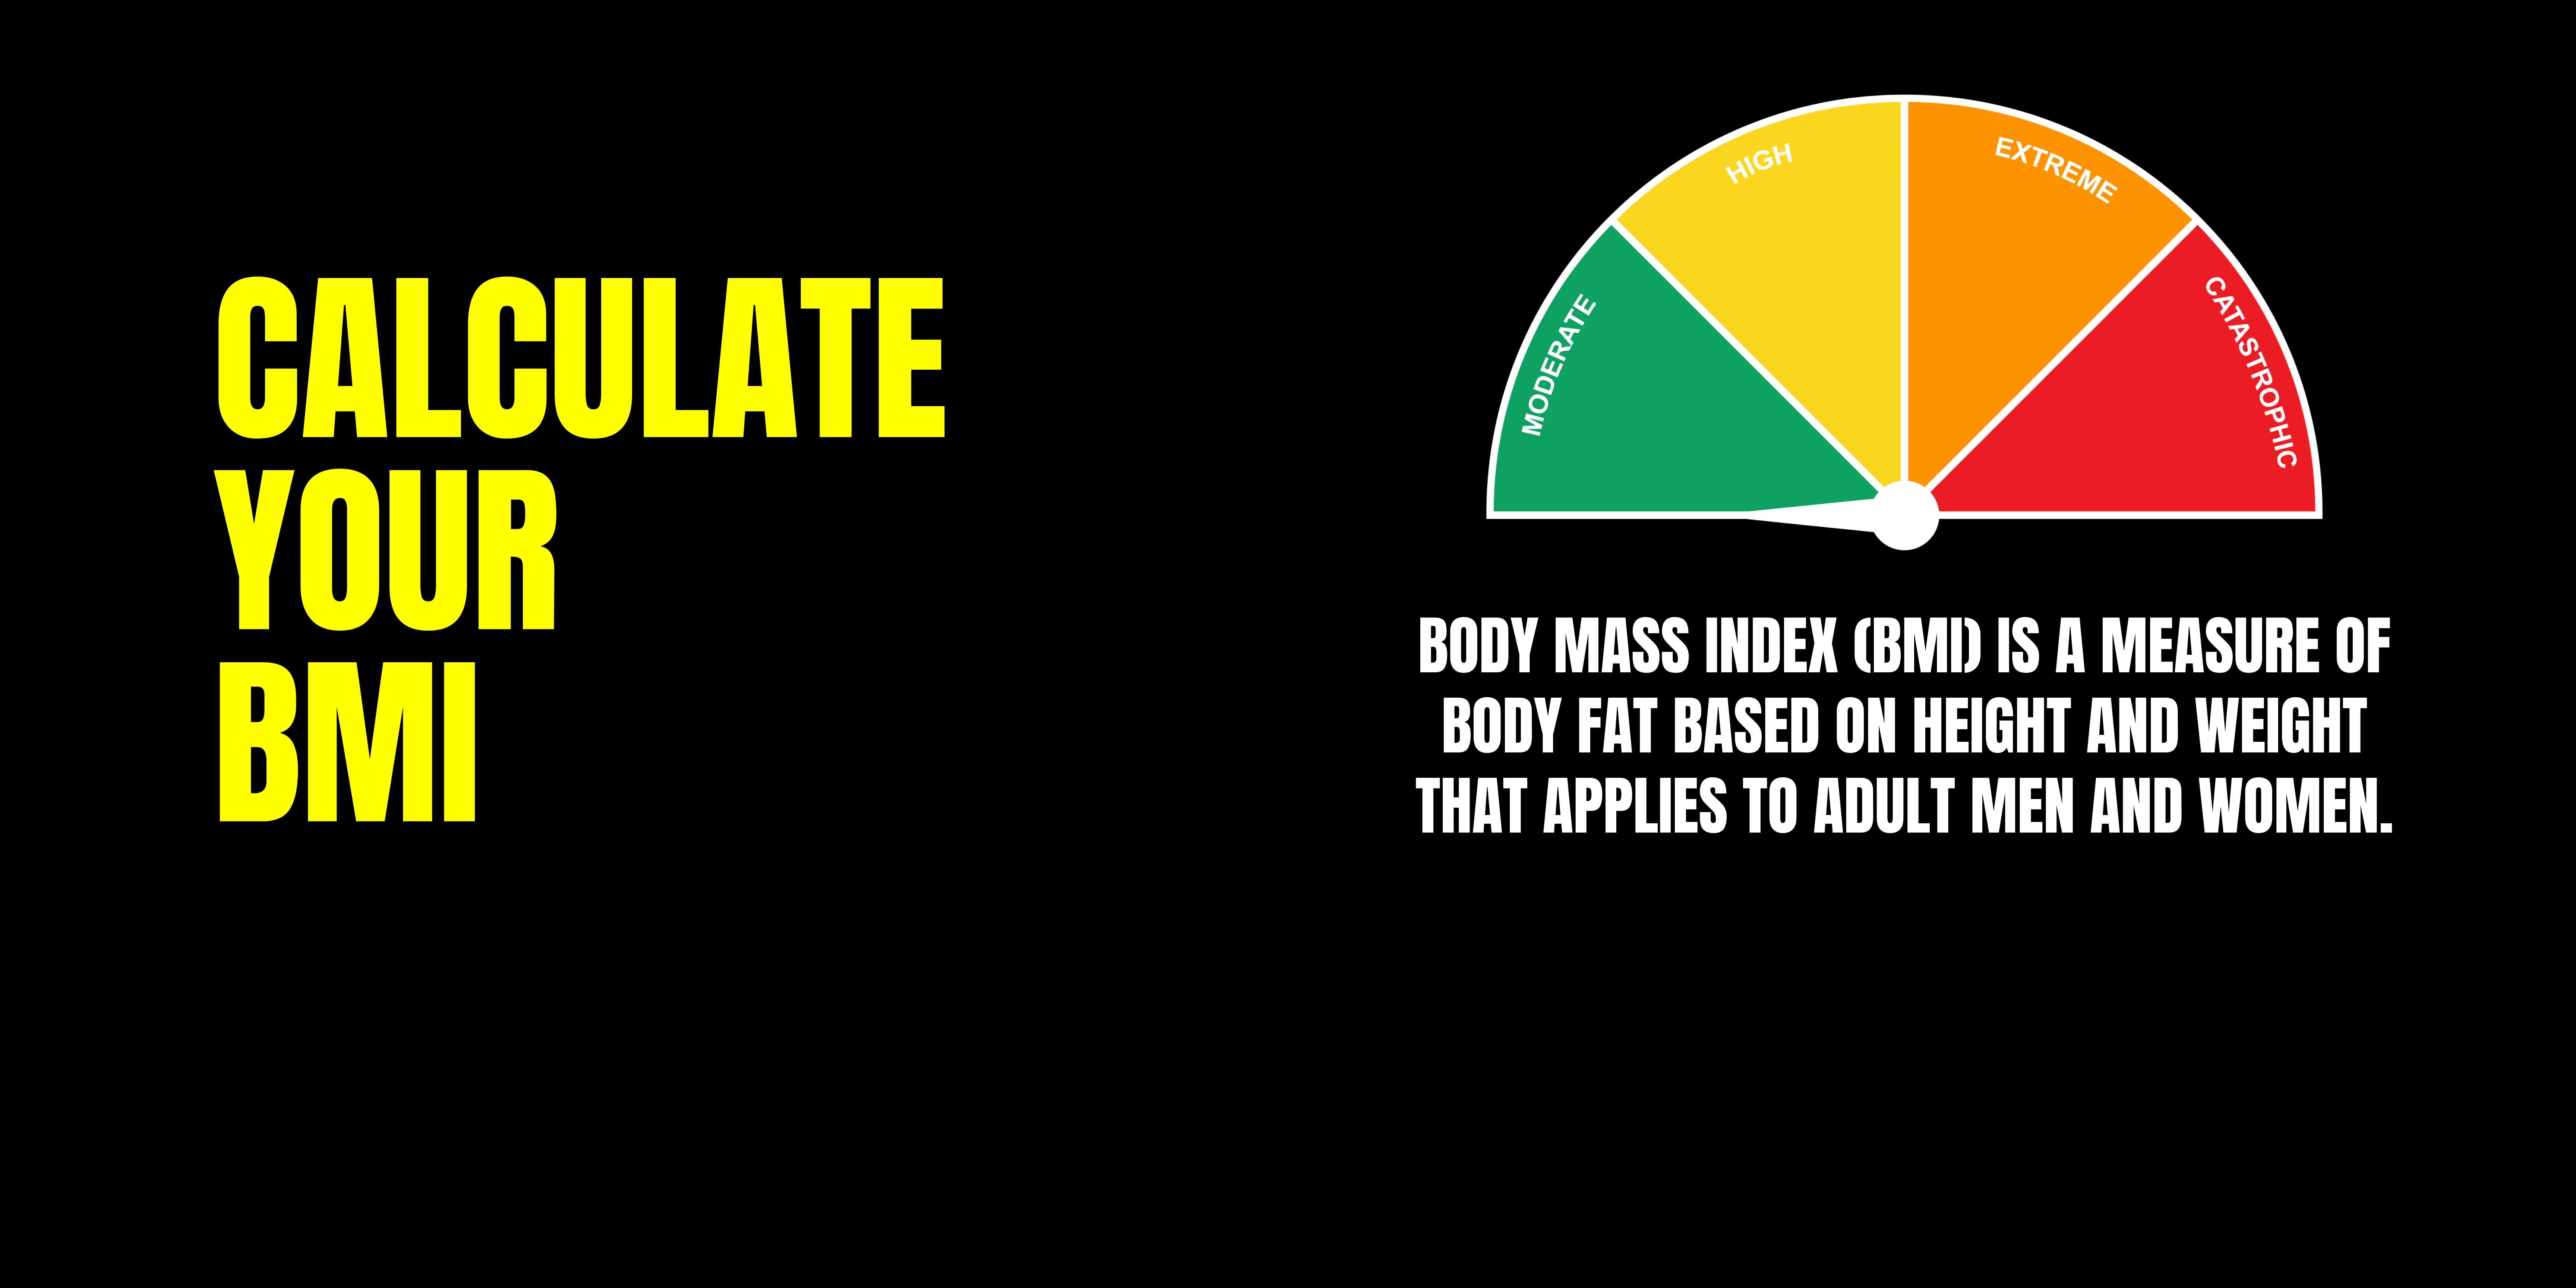 CALCULATE
YOUR
BMI
MODERATE
HIGH
EXTREME
CATASTROPHIC
BODY MASS INDEX (BMI) IS A MEASURE OF
BODY FAT BASED ON HEIGHT AND WEIGHT
THAT APPLIES TO ADULT MEN AND WOMEN.